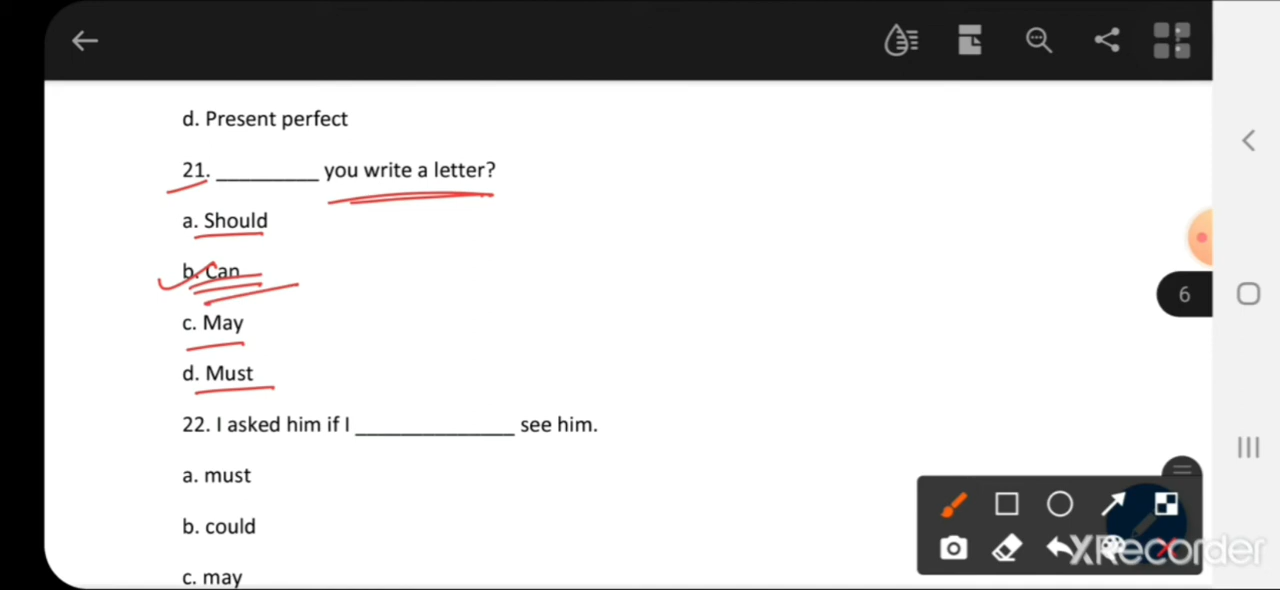 d. Present perfect
21. _________ you write a letter?
a. Should
b. Can
c. May
d. Must
22. I asked him if I ______________ see him.
a. must
b. could
c. may
6
XRecorder